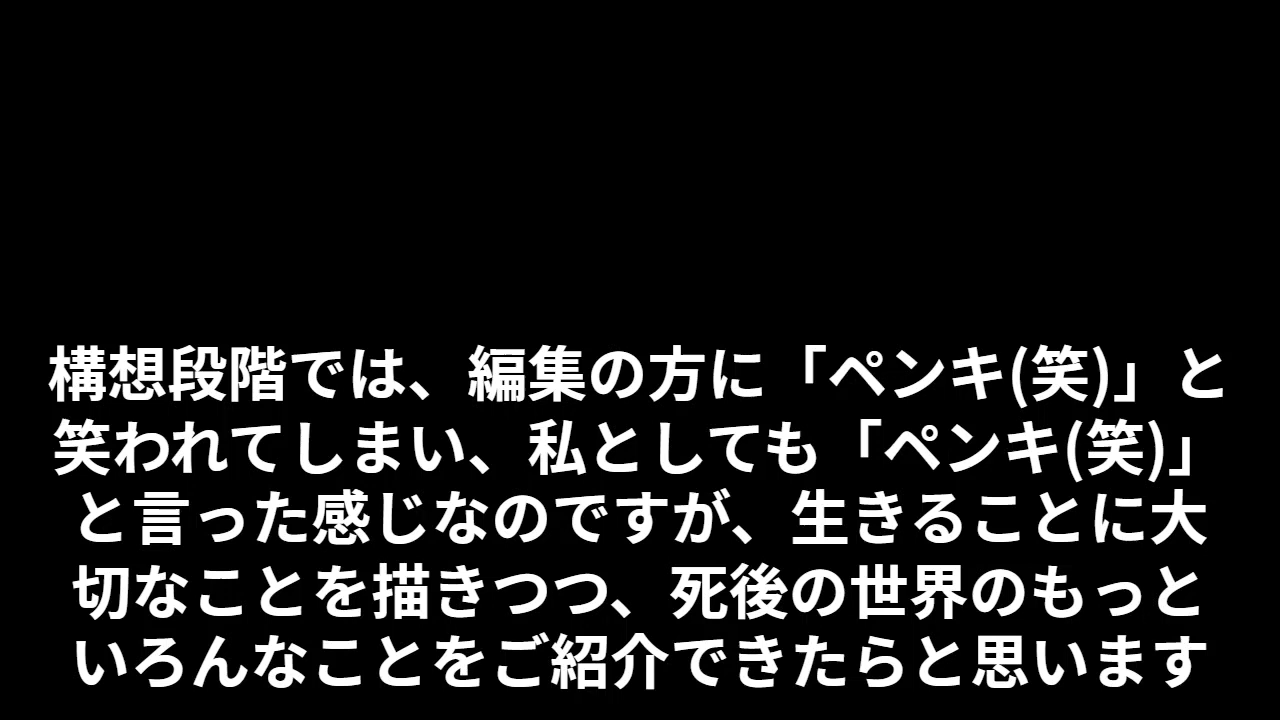 構想段階では、編集の方に「ペンキ(笑)」と
笑われてしまい、私としても「ペンキ(笑)」
と言った感じなのですが、生きることに大
切なことを描きつつ、死後の世界のもっと
いろんなことをご紹介できたらと思います